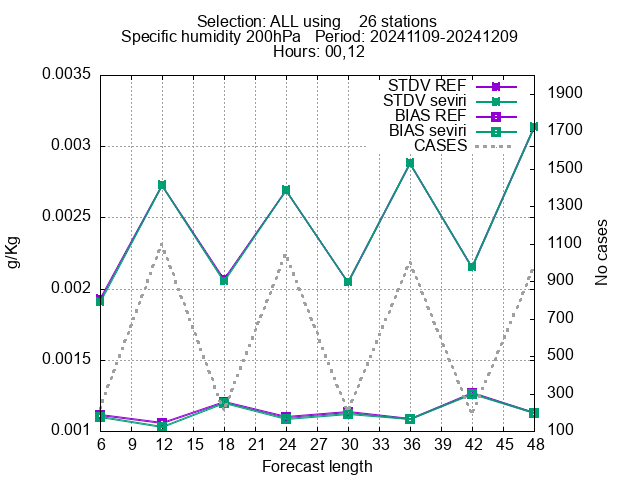 Selection: ALL using    26 stations
Specific humidity 200hPa   Period: 20241109-20241209
Hours: 00,12
STDV REF
STDV seviri
BIAS REF
BIAS seviri
CASES
0.0035
0.003
0.0025
0.002
0.0015
0.001
g/Kg
1900
1700
1500
1300
1100
900
700
500
300
100
No cases
6 12 15 18 21 24 27 30 33 36 39 42 45 48
Forecast length